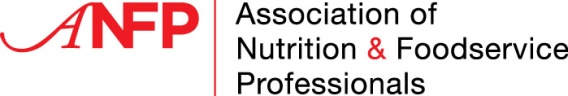 ANFP
Association of
Nutrition & Foodservice
Professionals